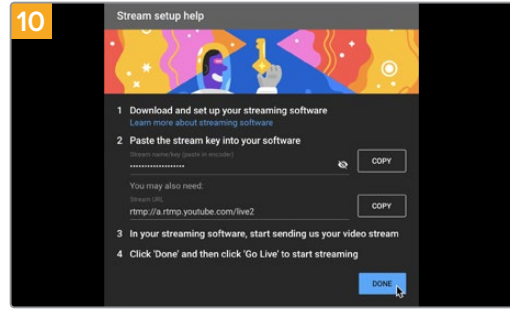 10
Stream setup help
1 Download and set up your streaming software
Learn more about streaming software
2 Paste the stream key into your software
Stream name/key (paste in encoder)
••••••••••••••••••••
COPY
You may also need:
Stream URL
rtmp://a.rtmp.youtube.com/live2
COPY
3 In your streaming software, start sending us your video stream
4 Click 'Done' and then click 'Go Live' to start streaming
DONE